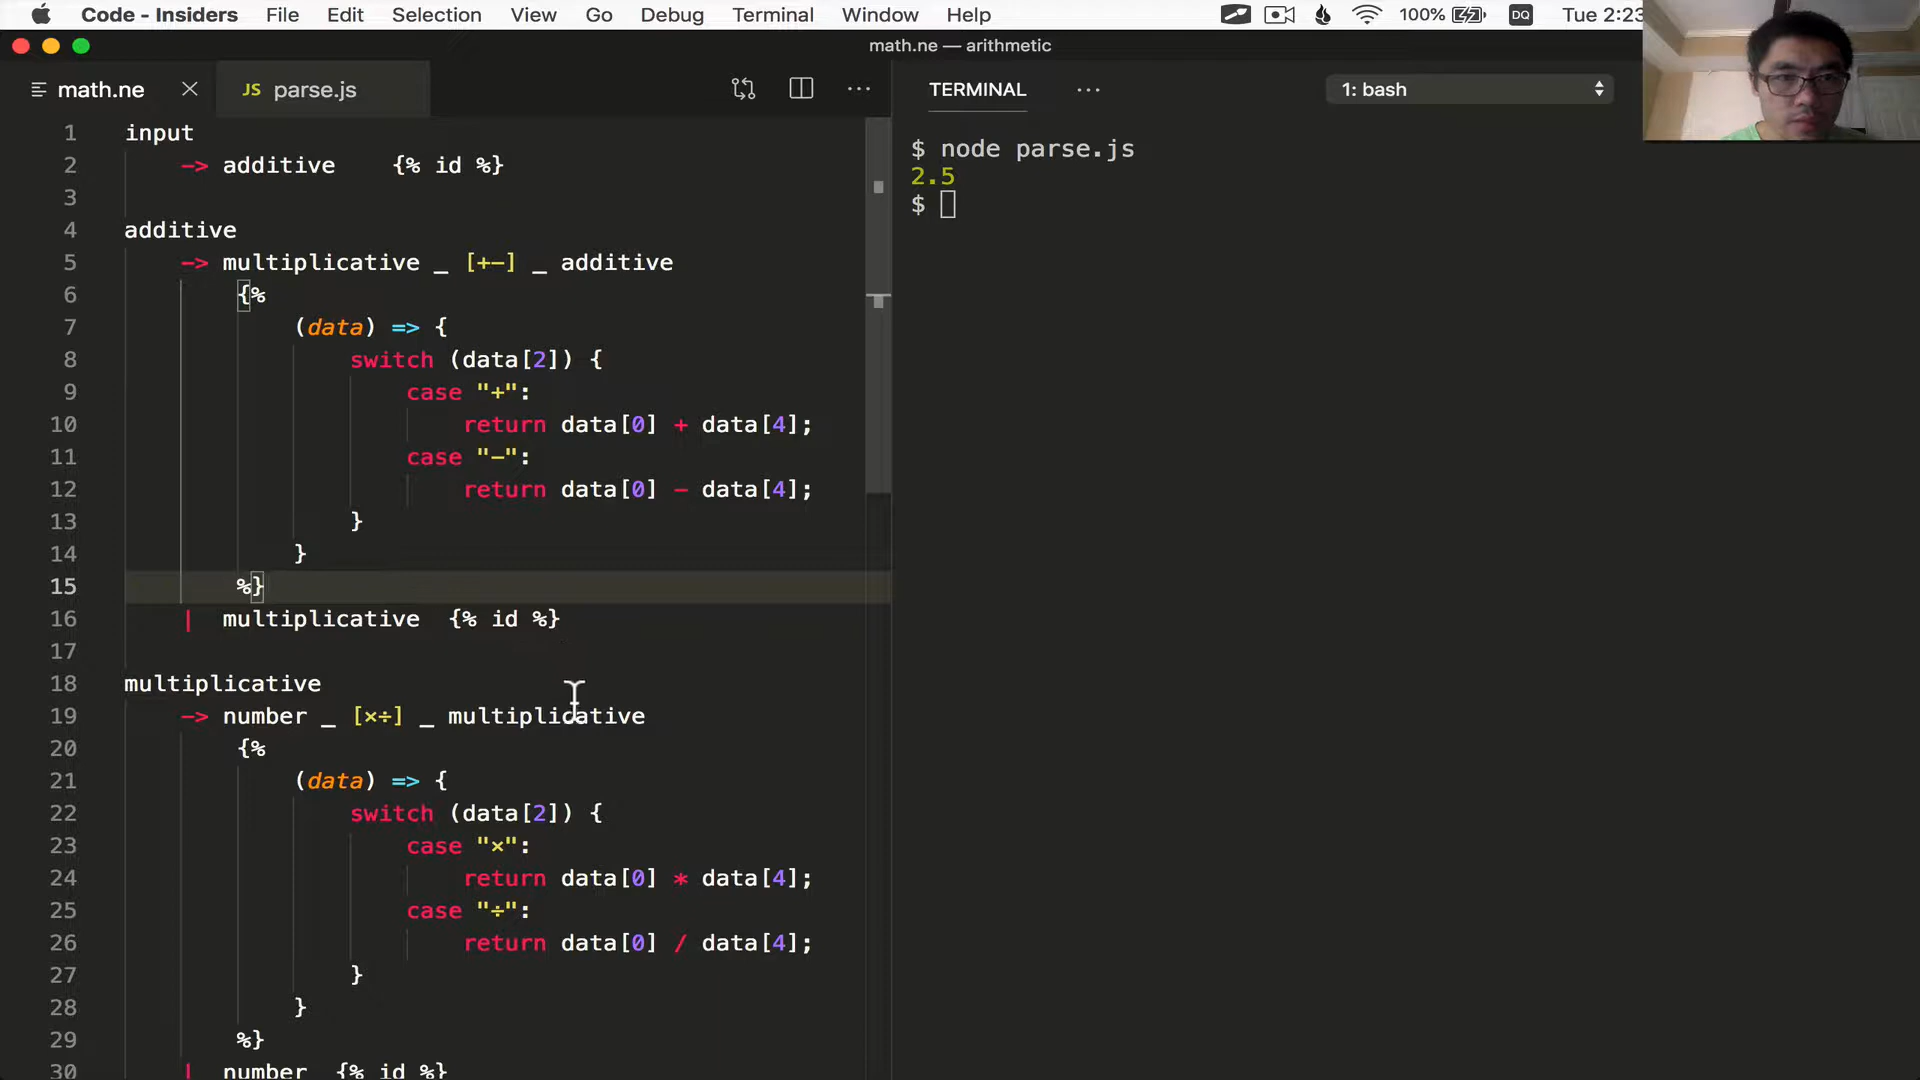 Code - Insiders File Edit Selection View Go Debug Terminal Window Help 100% DQ Tue 2:23
math.ne — arithmetic
math.ne JS parse.js
TERMINAL 1: bash
1 input
2 -> additive {% id %}
3
4 additive
5 -> multiplicative _ [+-] _ additive
6 {%
7 (data) => {
8 switch (data[2]) {
9 case "+":
10 return data[0] + data[4];
11 case "-":
12 return data[0] - data[4];
13 }
14 }
15 %}
16 | multiplicative {% id %}
17
18 multiplicative
19 -> number _ [×÷] _ multiplicative
20 {%
21 (data) => {
22 switch (data[2]) {
23 case "×":
24 return data[0] * data[4];
25 case "÷":
26 return data[0] / data[4];
27 }
28 }
29 %}
30 | number {% id %}
$ node parse.js
2.5
$